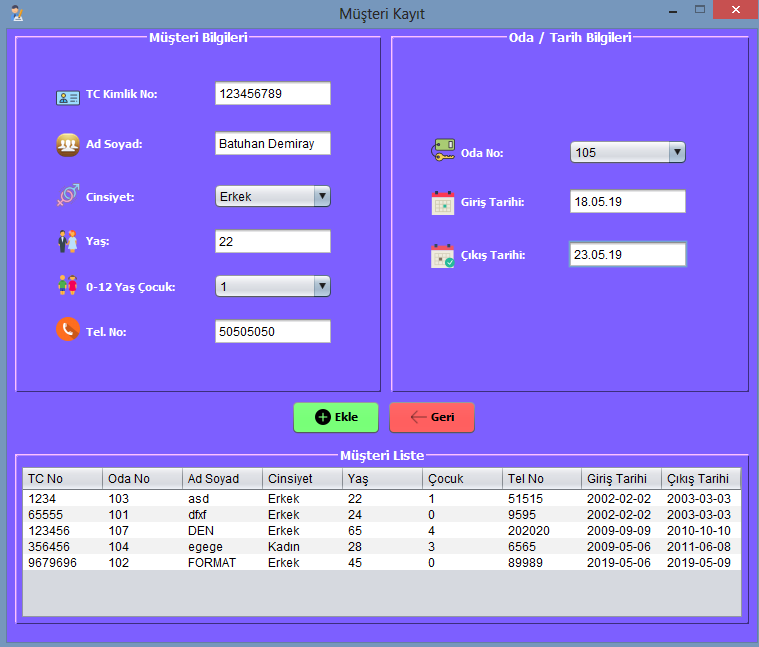 Müşteri Kayıt
Müşteri Bilgileri
TC Kimlik No: 123456789
Ad Soyad: Batuhan Demiray
Cinsiyet: Erkek
Yaş: 22
0-12 Yaş Çocuk: 1
Tel. No: 50505050
Oda / Tarih Bilgileri
Oda No: 105
Giriş Tarihi: 18.05.19
Çıkış Tarihi: 23.05.19
Ekle Geri
Müşteri Liste
TC No Oda No Ad Soyad Cinsiyet Yaş Çocuk Tel No Giriş Tarihi Çıkış Tarihi
1234 103 asd Erkek 22 1 51515 2002-02-02 2003-03-03
65555 101 dfxf Erkek 24 0 9595 2002-02-02 2003-03-03
123456 107 DEN Erkek 65 4 202020 2009-09-09 2010-10-10
356456 104 egege Kadın 28 3 6565 2009-05-06 2011-06-08
9679696 102 FORMAT Erkek 45 0 89989 2019-05-06 2019-05-09